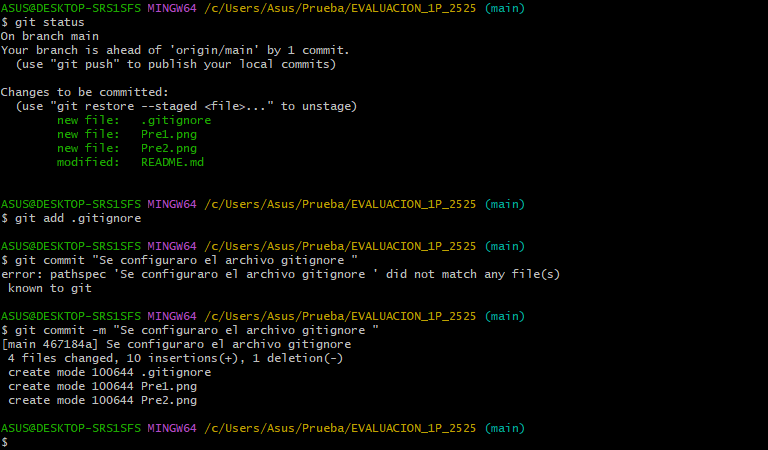 ASUS@DESKTOP-SRS1SFS MINGW64 /c/Users/Asus/Prueba/EVALUACION_1P_2525 (main)
$ git status
On branch main
Your branch is ahead of 'origin/main' by 1 commit.
  (use "git push" to publish your local commits)

Changes to be committed:
  (use "git restore --staged <file>..." to unstage)
        new file:   .gitignore
        new file:   Pre1.png
        new file:   Pre2.png
        modified:   README.md

ASUS@DESKTOP-SRS1SFS MINGW64 /c/Users/Asus/Prueba/EVALUACION_1P_2525 (main)
$ git add .gitignore

ASUS@DESKTOP-SRS1SFS MINGW64 /c/Users/Asus/Prueba/EVALUACION_1P_2525 (main)
$ git commit "Se configuraro el archivo gitignore "
error: pathspec 'Se configuraro el archivo gitignore ' did not match any file(s)
 known to git

ASUS@DESKTOP-SRS1SFS MINGW64 /c/Users/Asus/Prueba/EVALUACION_1P_2525 (main)
$ git commit -m "Se configuraro el archivo gitignore "
[main 467184a] Se configuraro el archivo gitignore
 4 files changed, 10 insertions(+), 1 deletion(-)
 create mode 100644 .gitignore
 create mode 100644 Pre1.png
 create mode 100644 Pre2.png

ASUS@DESKTOP-SRS1SFS MINGW64 /c/Users/Asus/Prueba/EVALUACION_1P_2525 (main)
$